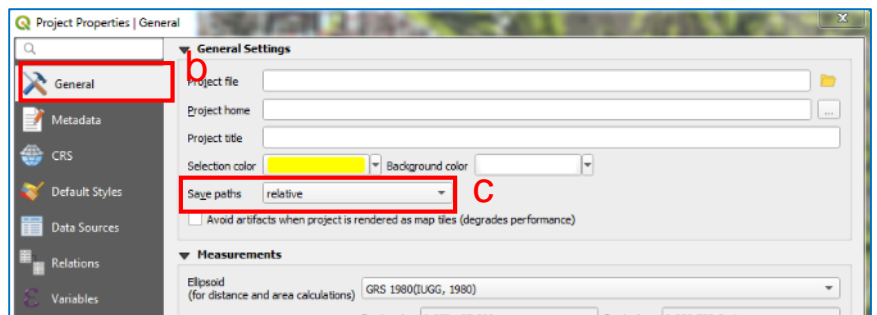 Project Properties | General
x
General Settings
b
General
Project file
Metadata
Project home
...
Project title
CRS
Selection color
Background color
Default Styles
Save paths
relative
c
Avoid artifacts when project is rendered as map tiles (degrades performance)
Data Sources
Measurements
Relations
Ellipsoid
(for distance and area calculations)
GRS 1980(IUGG, 1980)
Variables